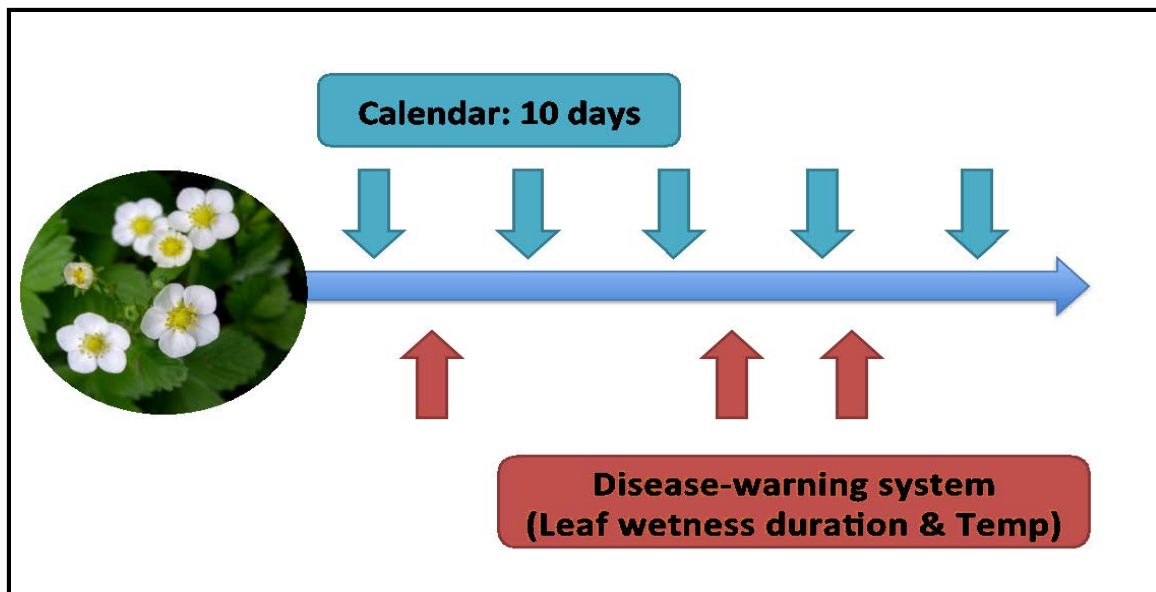 Calendar: 10 days
Disease-warning system
(Leaf wetness duration & Temp)